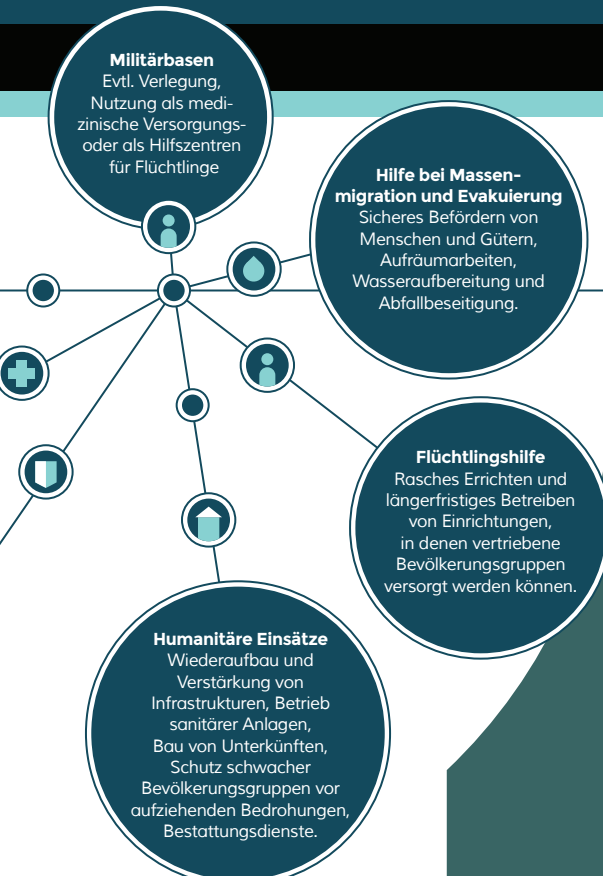 Militärbasen
Evtl. Verlegung,
Nutzung als medi-
zinische Versorgungs-
oder als Hilfszentren
für Flüchtlinge
Hilfe bei Massen-
migration und Evakuierung
Sicheres Befördern von
Menschen und Gütern,
Aufräumarbeiten,
Wasseraufbereitung und
Abfallbeseitigung.
Flüchtlingshilfe
Rasches Errichten und
längerfristiges Betreiben
von Einrichtungen,
in denen vertriebene
Bevölkerungsgruppen
versorgt werden können.
Humanitäre Einsätze
Wiederaufbau und
Verstärkung von
Infrastrukturen, Betrieb
sanitärer Anlagen,
Bau von Unterkünften,
Schutz schwacher
Bevölkerungsgruppen vor
aufziehenden Bedrohungen,
Bestattungsdienste.